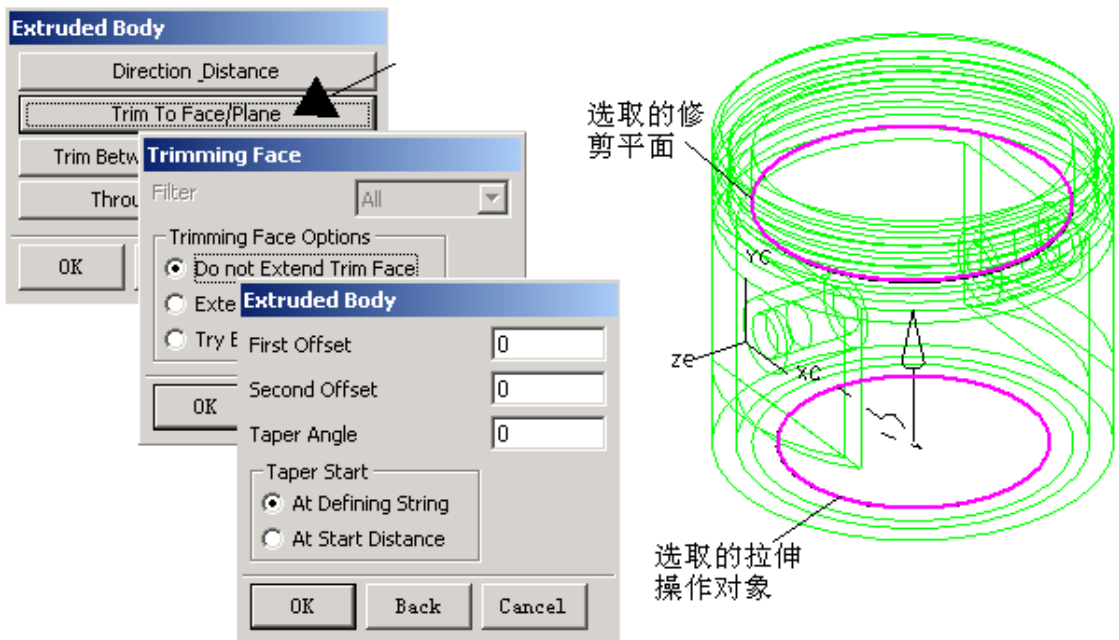 Extruded Body
Direction_Distance
Trim To Face/Plane
Trim Betw
Throu
OK
Trimming Face
Filter
All
Trimming Face Options
Do not Extend Trim Face
Exte
Try E
OK
Extruded Body
First Offset
0
Second Offset
0
Taper Angle
0
Taper Start
At Defining String
At Start Distance
OK
Back
Cancel
选取的修
剪平面
YC
ze
XC
选取的拉伸
操作对象